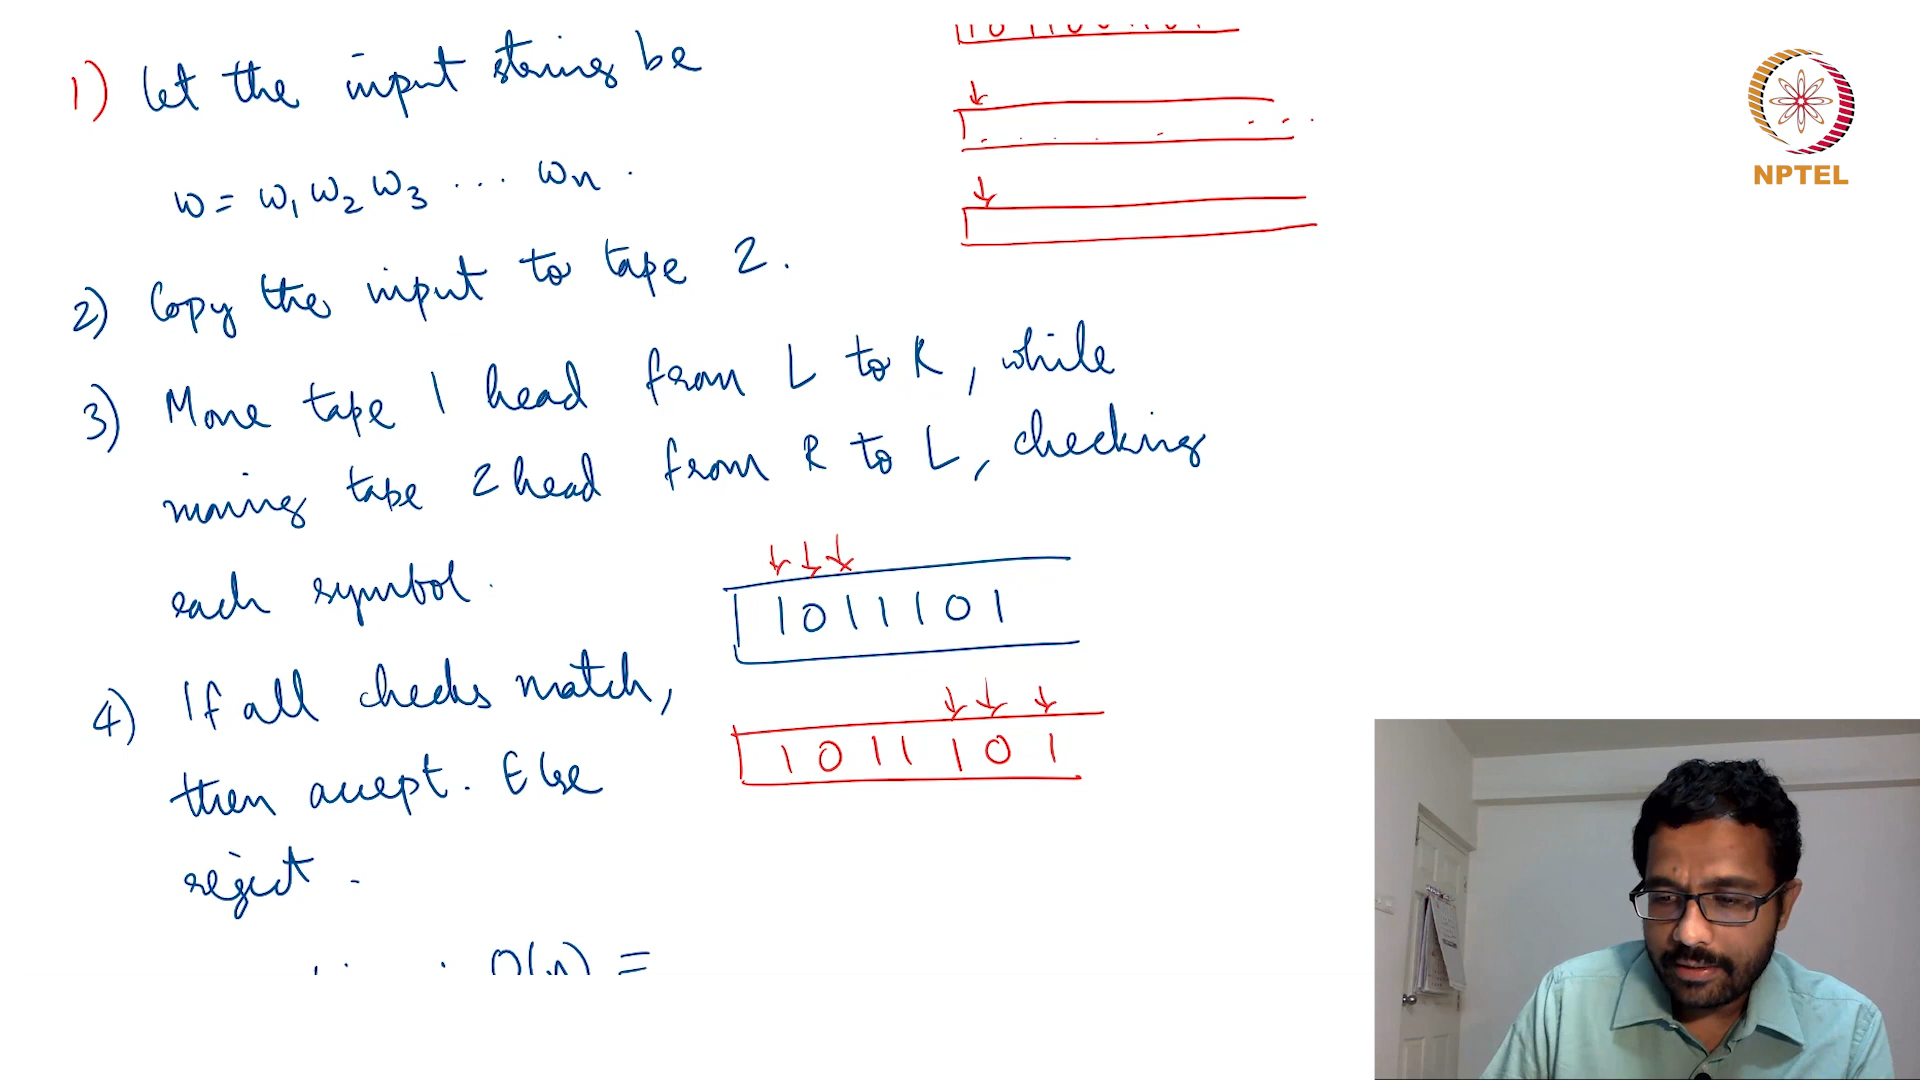 1) Let the input string be
w = w1 w2 w3 ... wn.
2) Copy the input to tape 2.
3) Move tape 1 head from L to R, while
moving tape 2 head from R to L, checking
each symbol.
1011101
4) If all checks match,
1011101
then accept. Else
reject.
O(n) =
NPTEL